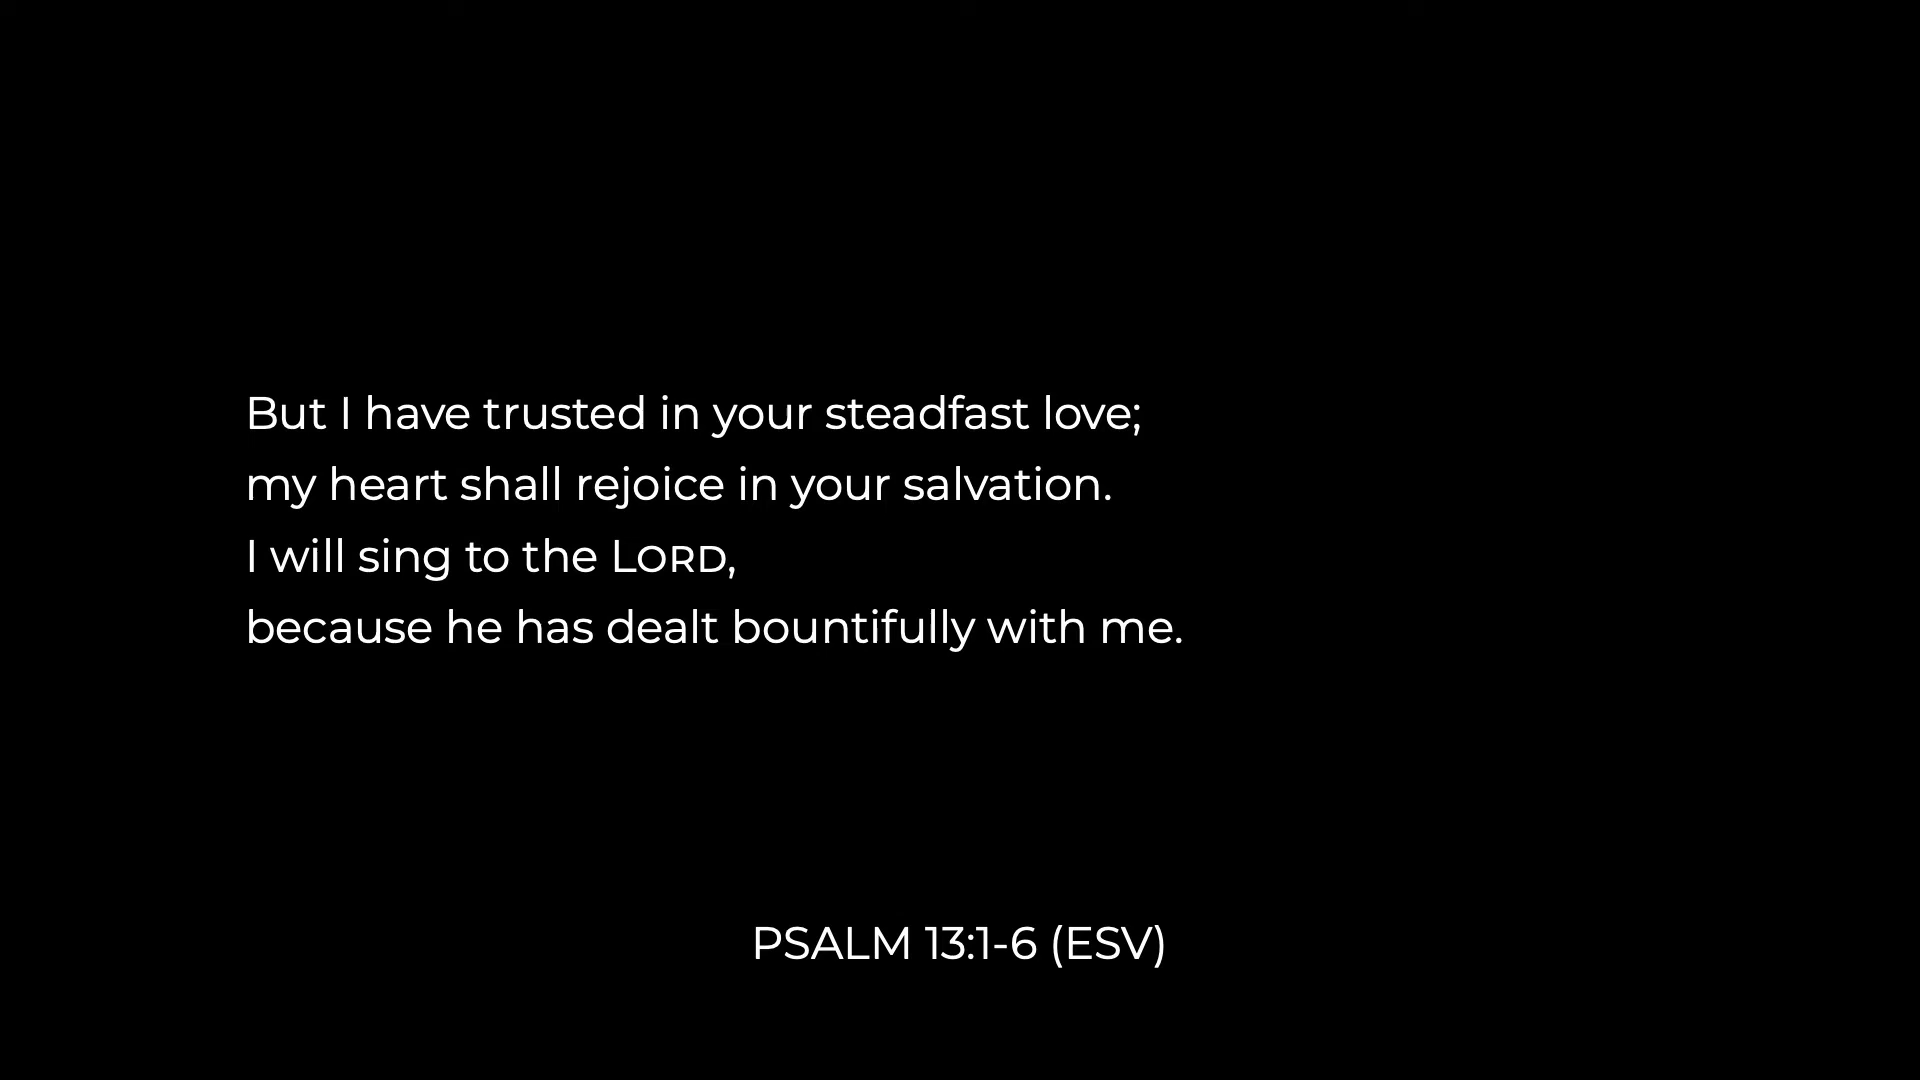 But I have trusted in your steadfast love;
my heart shall rejoice in your salvation.
I will sing to the LORD,
because he has dealt bountifully with me.
PSALM 13:1-6 (ESV)